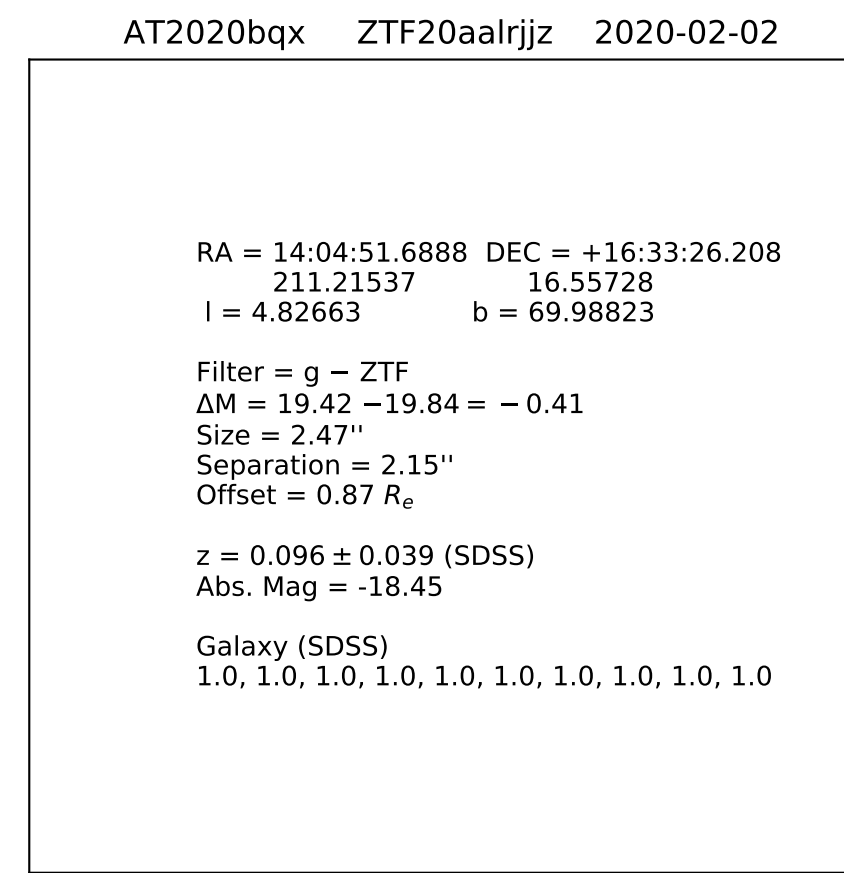 AT2020bqx ZTF20aalrjjz 2020-02-02
RA = 14:04:51.6888 DEC = +16:33:26.208
211.21537 16.55728
l = 4.82663 b = 69.98823
Filter = g − ZTF
ΔM = 19.42 −19.84 = − 0.41
Size = 2.47''
Separation = 2.15''
Offset = 0.87 Re
z = 0.096 ± 0.039 (SDSS)
Abs. Mag = -18.45
Galaxy (SDSS)
1.0, 1.0, 1.0, 1.0, 1.0, 1.0, 1.0, 1.0, 1.0, 1.0